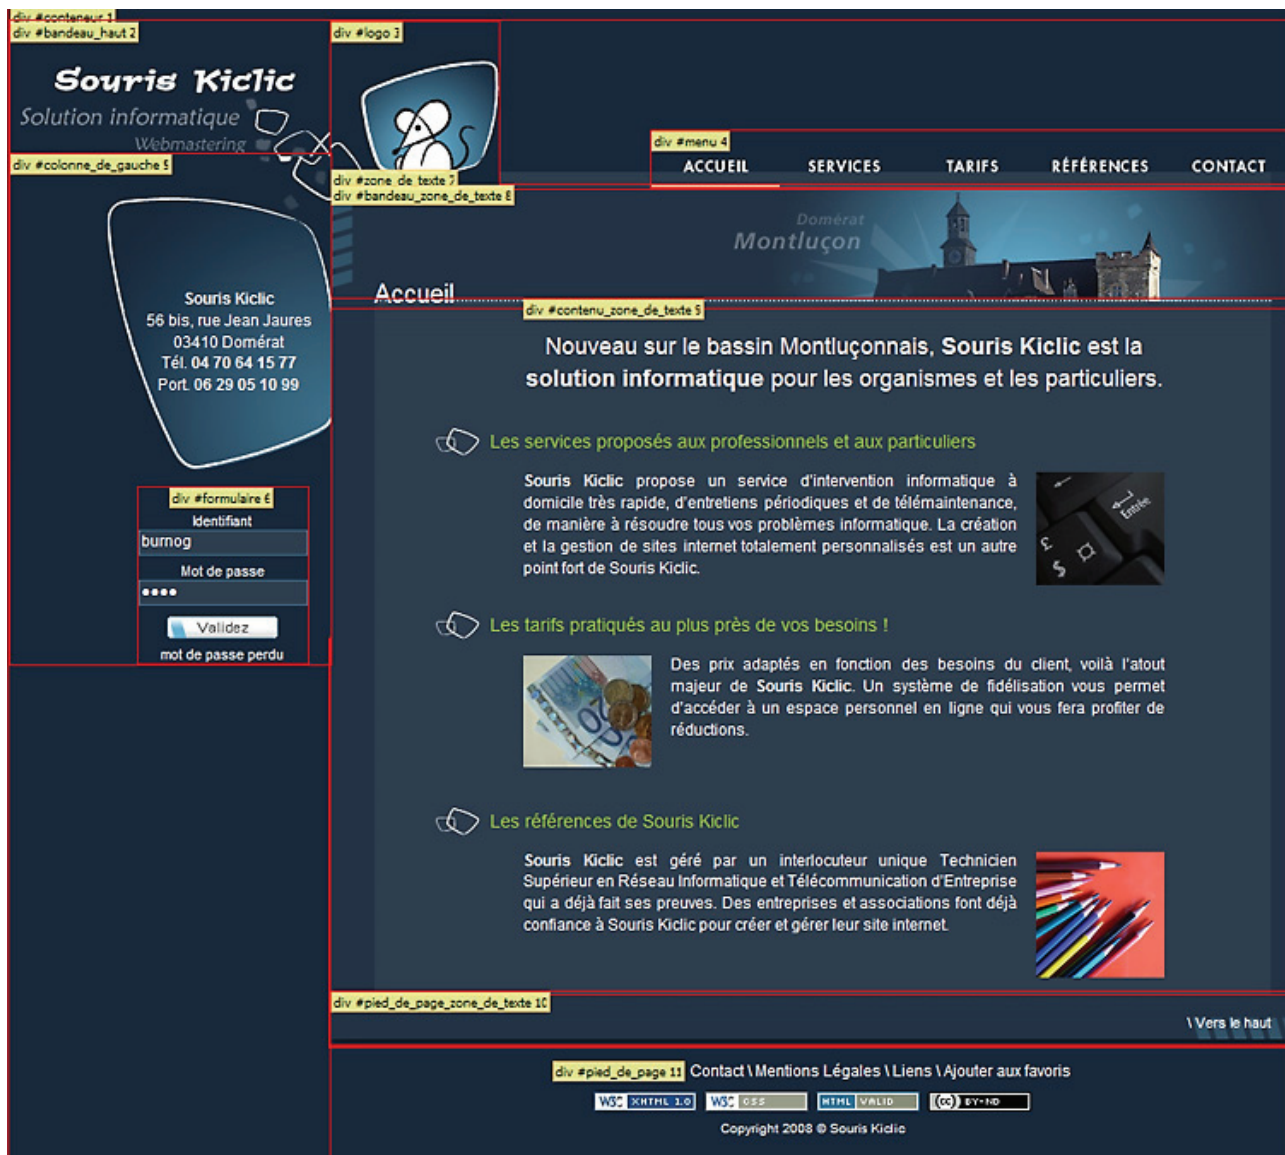 div #conteneur 1
div #bandeau_haut 2
div #logo 3
Souris Kiclic
Solution informatique
Webmastering
div #menu 4
ACCUEIL SERVICES TARIFS RÉFÉRENCES CONTACT
div #colonne_de_gauche 5
div #zone_de_texte 7
div #bandeau_zone_de_texte 8
Domérat
Montluçon
Accueil
Souris Kiclic
56 bis, rue Jean Jaures
03410 Domérat
Tél. 04 70 64 15 77
Port. 06 29 05 10 99
div #formulaire 6
Identifiant
burnog
Mot de passe
••••
Validez
mot de passe perdu
div #contenu_zone_de_texte 9
Nouveau sur le bassin Montluçonnais, Souris Kiclic est la
solution informatique pour les organismes et les particuliers.
Les services proposés aux professionnels et aux particuliers
Souris Kiclic propose un service d'intervention informatique à
domicile très rapide, d'entretiens périodiques et de télémaintenance,
de manière à résoudre tous vos problèmes informatique. La création
et la gestion de sites internet totalement personnalisés est un autre
point fort de Souris Kiclic.
Entrée
£
$ ¤
Les tarifs pratiqués au plus près de vos besoins !
Des prix adaptés en fonction des besoins du client, voilà l'atout
majeur de Souris Kiclic. Un système de fidélisation vous permet
d'accéder à un espace personnel en ligne qui vous fera profiter de
réductions.
Les références de Souris Kiclic
Souris Kiclic est géré par un interlocuteur unique Technicien
Supérieur en Réseau Informatique et Télécommunication d'Entreprise
qui a déjà fait ses preuves. Des entreprises et associations font déjà
confiance à Souris Kiclic pour créer et gérer leur site internet.
div #pied_de_page_zone_de_texte 10
\ Vers le haut
div #pied_de_page 11
Contact \ Mentions Légales \ Liens \ Ajouter aux favoris
W3C XHTML 1.0 W3C CSS HTML VALID (cc) BY-ND
Copyright 2008 © Souris Kiclic